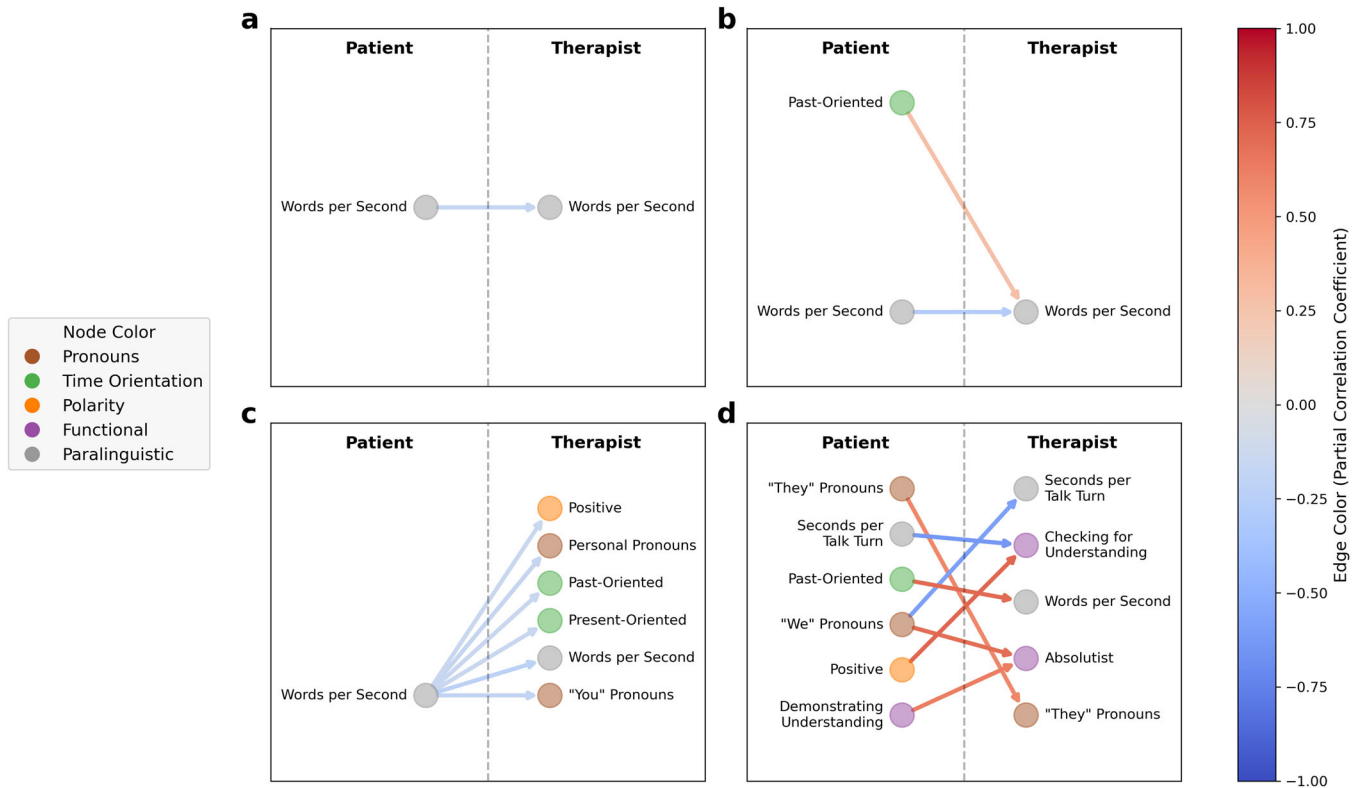 a
Patient
Therapist
Words per Second
Words per Second
b
Patient
Therapist
Past-Oriented
Words per Second
Words per Second
Node Color
Pronouns
Time Orientation
Polarity
Functional
Paralinguistic
c
Patient
Therapist
Words per Second
Positive
Personal Pronouns
Past-Oriented
Present-Oriented
Words per Second
"You" Pronouns
d
Patient
Therapist
"They" Pronouns
Seconds per
Talk Turn
Past-Oriented
"We" Pronouns
Positive
Demonstrating
Understanding
Seconds per
Talk Turn
Checking for
Understanding
Words per Second
Absolutist
"They" Pronouns
1.00
0.75
0.50
0.25
0.00
−0.25
−0.50
−0.75
−1.00
Edge Color (Partial Correlation Coefficient)